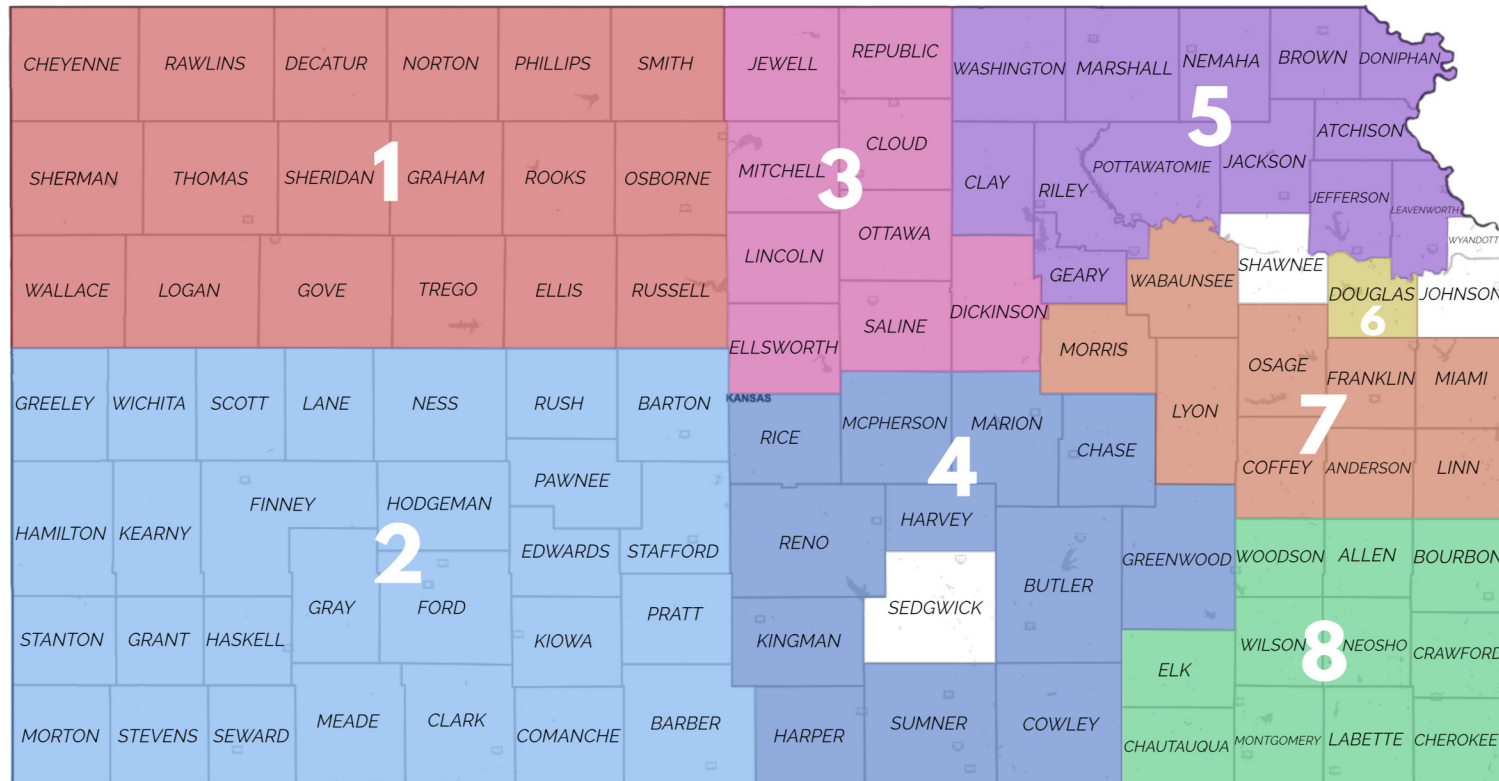 CHEYENNE
RAWLINS
DECATUR
NORTON
PHILLIPS
SMITH
JEWELL
REPUBLIC
WASHINGTON
MARSHALL
NEMAHA
BROWN
DONIPHAN
SHERMAN
THOMAS
SHERIDAN
1
GRAHAM
ROOKS
OSBORNE
MITCHELL
3
CLOUD
CLAY
RILEY
POTTAWATOMIE
5
JACKSON
ATCHISON
JEFFERSON
LEAVENWORTH
WYANDOTT
WALLACE
LOGAN
GOVE
TREGO
ELLIS
RUSSELL
LINCOLN
OTTAWA
SALINE
DICKINSON
GEARY
WABAUNSEE
SHAWNEE
DOUGLAS
6
JOHNSON
ELLSWORTH
MORRIS
LYON
OSAGE
FRANKLIN
MIAMI
7
COFFEY
ANDERSON
LINN
GREELEY
WICHITA
SCOTT
LANE
NESS
RUSH
BARTON
KANSAS
RICE
MCPHERSON
MARION
CHASE
4
HAMILTON
KEARNY
FINNEY
HODGEMAN
PAWNEE
EDWARDS
STAFFORD
RENO
HARVEY
SEDGWICK
BUTLER
GREENWOOD
WOODSON
ALLEN
BOURBON
2
STANTON
GRANT
HASKELL
GRAY
FORD
KIOWA
PRATT
KINGMAN
ELK
WILSON
8
NEOSHO
CRAWFORD
MORTON
STEVENS
SEWARD
MEADE
CLARK
COMANCHE
BARBER
HARPER
SUMNER
COWLEY
CHAUTAUQUA
MONTGOMERY
LABETTE
CHEROKEE